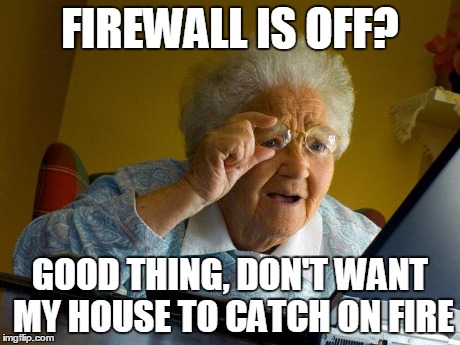 FIREWALL IS OFF?
GOOD THING, DON'T WANT
MY HOUSE TO CATCH ON FIRE
imgflip.com